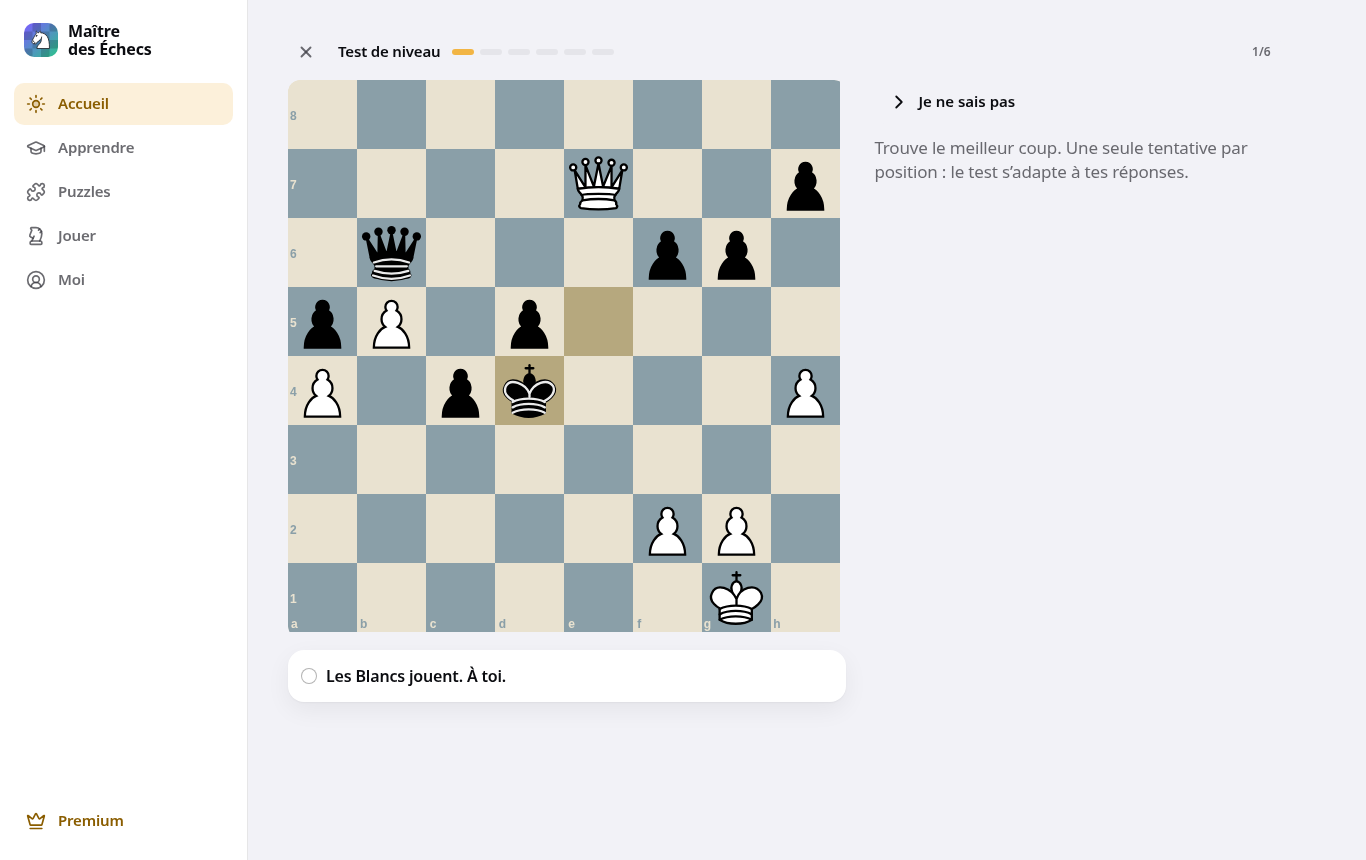 Maître
des Échecs
Accueil
Apprendre
Puzzles
Jouer
Moi
Premium
Test de niveau
1/6
8
7
6
5
4
3
2
1
a b c d e f g h
Les Blancs jouent. À toi.
Je ne sais pas
Trouve le meilleur coup. Une seule tentative par
position : le test s’adapte à tes réponses.